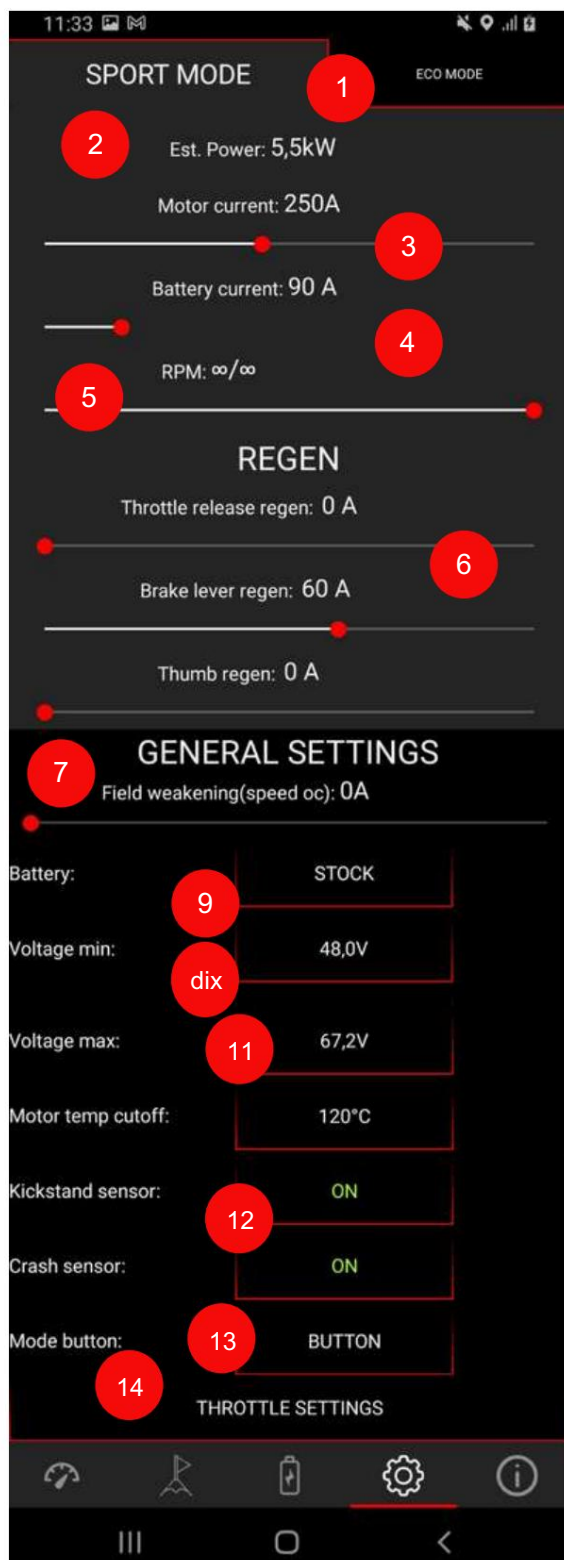 11:33
SPORT MODE
1
ECO MODE
2
Est. Power: 5,5kW
Motor current: 250A
3
Battery current: 90 A
4
RPM: ∞/∞
5
REGEN
Throttle release regen: 0 A
6
Brake lever regen: 60 A
Thumb regen: 0 A
GENERAL SETTINGS
7
Field weakening(speed oc): 0A
Battery: STOCK
9
Voltage min: 48,0V
dix
Voltage max: 67,2V
11
Motor temp cutoff: 120°C
Kickstand sensor: ON
12
Crash sensor: ON
Mode button: 13 BUTTON
14
THROTTLE SETTINGS